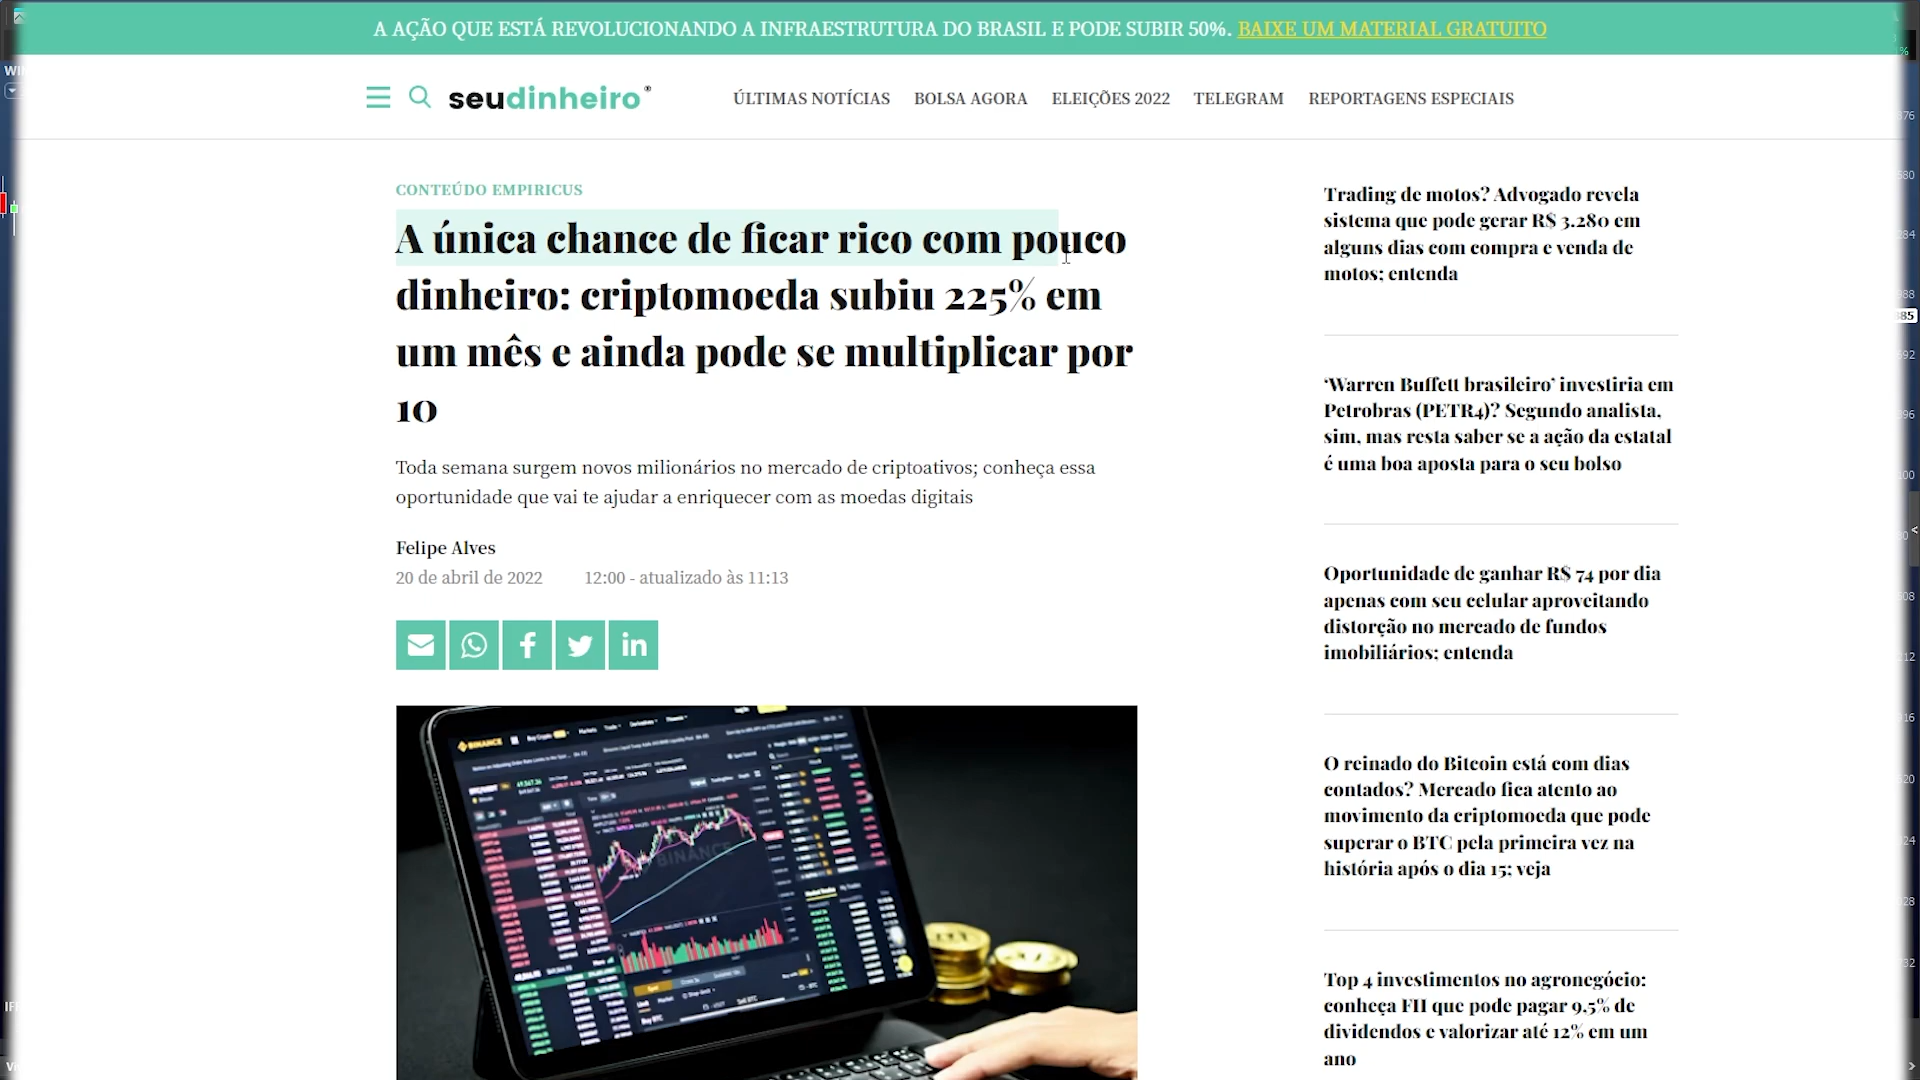 A AÇÃO QUE ESTÁ REVOLUCIONANDO A INFRAESTRUTURA DO BRASIL E PODE SUBIR 50%. BAIXE UM MATERIAL GRATUITO
seudinheiro
ÚLTIMAS NOTÍCIAS BOLSA AGORA ELEIÇÕES 2022 TELEGRAM REPORTAGENS ESPECIAIS
CONTEÚDO EMPIRICUS
A única chance de ficar rico com pouco
dinheiro: criptomoeda subiu 225% em
um mês e ainda pode se multiplicar por
10
Toda semana surgem novos milionários no mercado de criptoativos; conheça essa
oportunidade que vai te ajudar a enriquecer com as moedas digitais
Felipe Alves
20 de abril de 2022 12:00 - atualizado às 11:13
BINANCE
BINANCE
Trading de motos? Advogado revela
sistema que pode gerar R$ 3.280 em
alguns dias com compra e venda de
motos; entenda
‘Warren Buffett brasileiro’ investiria em
Petrobras (PETR4)? Segundo analista,
sim, mas resta saber se a ação da estatal
é uma boa aposta para o seu bolso
Oportunidade de ganhar R$ 74 por dia
apenas com seu celular aproveitando
distorção no mercado de fundos
imobiliários; entenda
O reinado do Bitcoin está com dias
contados? Mercado fica atento ao
movimento da criptomoeda que pode
superar o BTC pela primeira vez na
história após o dia 15; veja
Top 4 investimentos no agronegócio:
conheça FII que pode pagar 9,5% de
dividendos e valorizar até 12% em um
ano